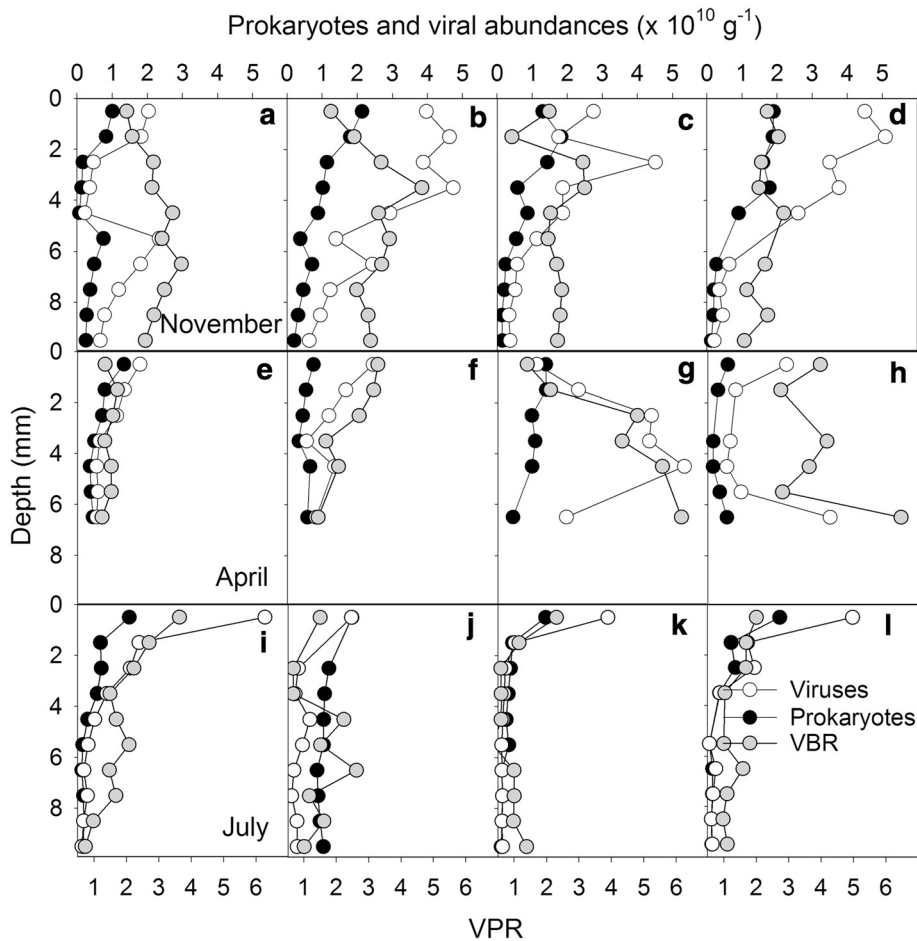 Prokaryotes and viral abundances (x 10¹⁰ g⁻¹)
0 1 2 3 4 5 0 1 2 3 4 5 0 1 2 3 4 5 0 1 2 3 4 5
0
2
4
6
8
a b c d
November
Depth (mm)
0
2
4
6
8
e f g h
April
0
2
4
6
8
i j k l
Viruses
Prokaryotes
VBR
July
1 2 3 4 5 6 1 2 3 4 5 6 1 2 3 4 5 6 1 2 3 4 5 6
VPR